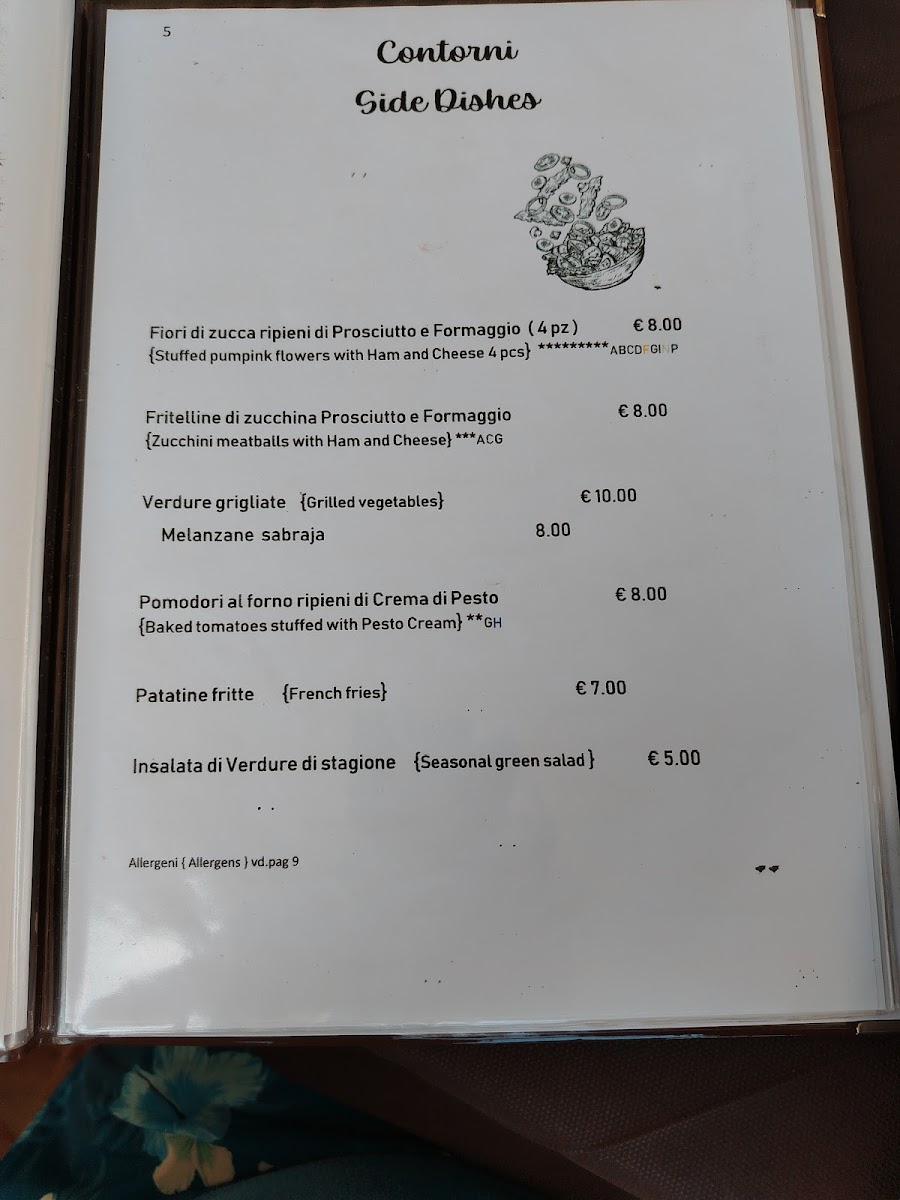 5
Contorni
Side Dishes
Fiori di zucca ripieni di Prosciutto e Formaggio ( 4 pz ) € 8.00
{Stuffed pumpink flowers with Ham and Cheese 4 pcs} *********ABCDFGINP
Fritelline di zucchina Prosciutto e Formaggio € 8.00
{Zucchini meatballs with Ham and Cheese} ***ACG
Verdure grigliate {Grilled vegetables} € 10.00
Melanzane sabraja 8.00
Pomodori al forno ripieni di Crema di Pesto € 8.00
{Baked tomatoes stuffed with Pesto Cream} **GH
Patatine fritte {French fries} € 7.00
Insalata di Verdure di stagione {Seasonal green salad } € 5.00
Allergeni { Allergens } vd.pag 9